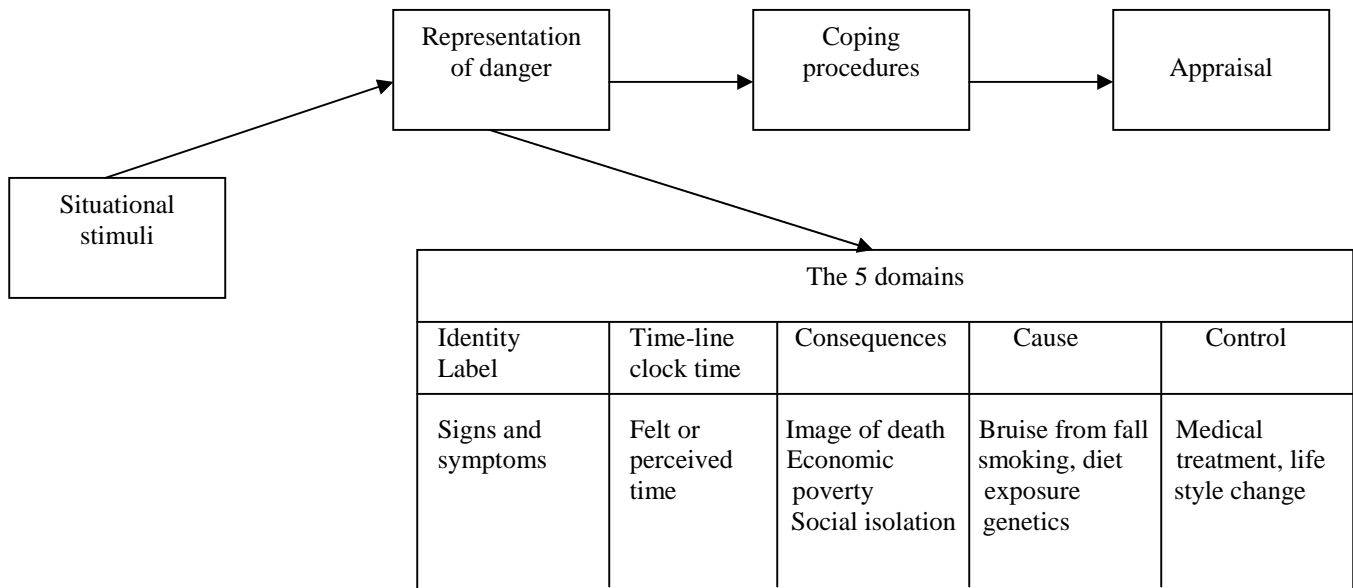 Representation
of danger
Coping
procedures
Appraisal
Situational
stimuli
The 5 domains
Identity
Label
Time-line
clock time
Consequences
Cause
Control
Signs and
symptoms
Felt or
perceived
time
Image of death
Economic
poverty
Social isolation
Bruise from fall
smoking, diet
exposure
genetics
Medical
treatment, life
style change